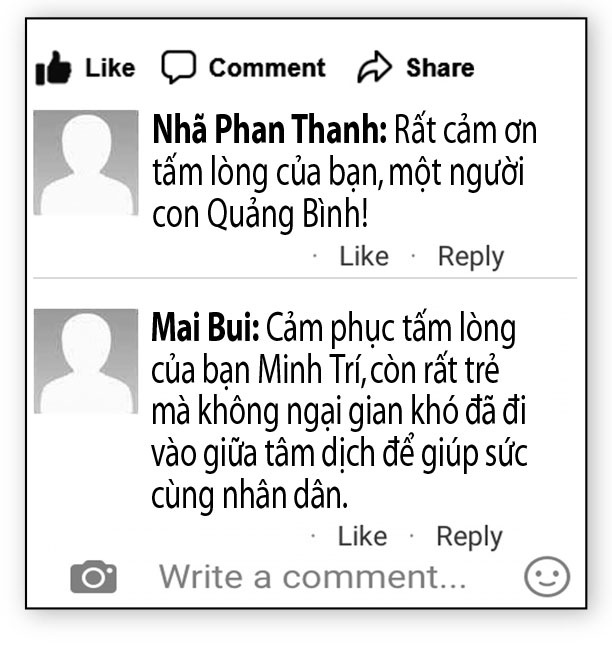 Like Comment Share
Nhã Phan Thanh: Rất cảm ơn
tấm lòng của bạn, một người
con Quảng Bình!
· Like · Reply
Mai Bui: Cảm phục tấm lòng
của bạn Minh Trí, còn rất trẻ
mà không ngại gian khó đã đi
vào giữa tâm dịch để giúp sức
cùng nhân dân.
· Like · Reply
Write a comment...